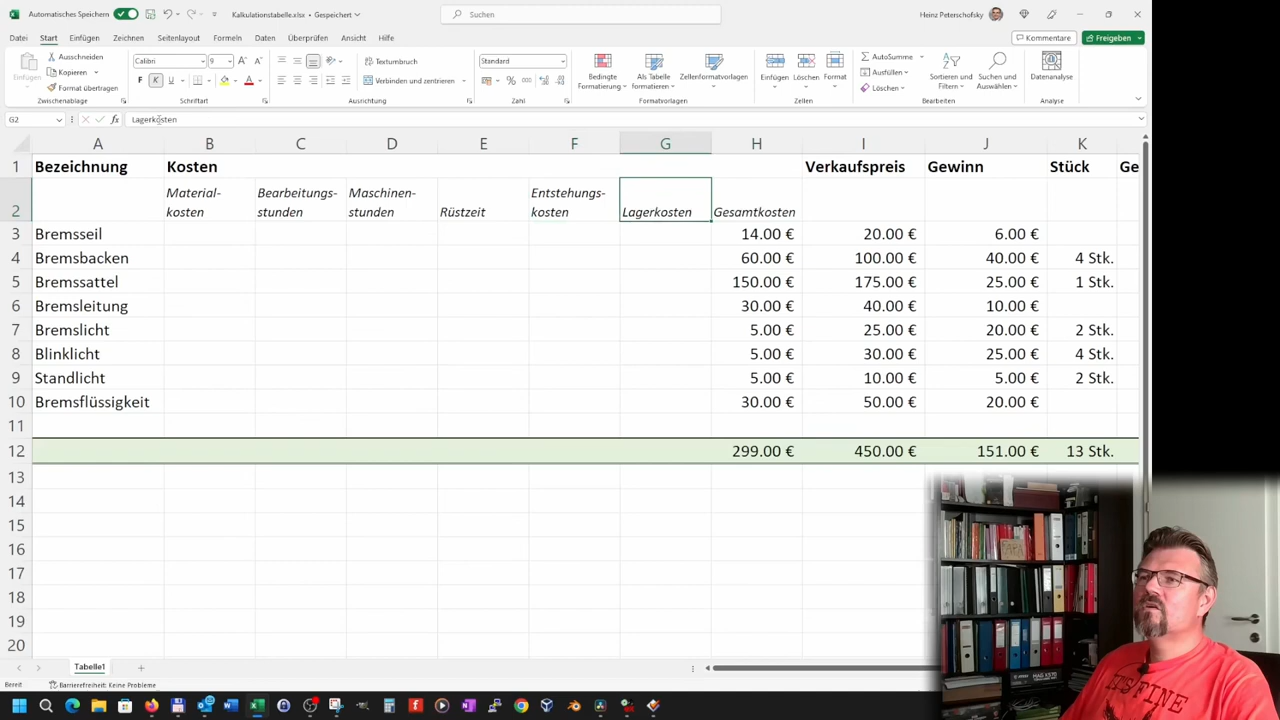 Automatisches Speichern
Kalkulationstabelle.xlsx • Gespeichert
Suchen
Heinz Peterschofsky
Datei Start Einfügen Zeichnen Seitenlayout Formeln Daten Überprüfen Ansicht Hilfe
Kommentare
Freigeben
Einfügen
Ausschneiden
Kopieren
Format übertragen
Zwischenablage
Calibri 9
F K U
Schriftart
Textumbruch
Verbinden und zentrieren
Ausrichtung
Standard
Zahl
Bedingte Formatierung
Als Tabelle formatieren
Zellenformatvorlagen
Formatvorlagen
Einfügen Löschen Format
Zellen
AutoSumme
Ausfüllen
Löschen
Sortieren und Filtern
Suchen und Auswählen
Bearbeiten
Datenanalyse
Analyse
G2 fx Lagerkosten
A B C D E F G H I J K
1 Bezeichnung Kosten Verkaufspreis Gewinn Stück Ge
2 Material-kosten Bearbeitungs-stunden Maschinen-stunden Rüstzeit Entstehungs-kosten Lagerkosten Gesamtkosten
3 Bremsseil 14.00 € 20.00 € 6.00 €
4 Bremsbacken 60.00 € 100.00 € 40.00 € 4 Stk.
5 Bremssattel 150.00 € 175.00 € 25.00 € 1 Stk.
6 Bremsleitung 30.00 € 40.00 € 10.00 €
7 Bremslicht 5.00 € 25.00 € 20.00 € 2 Stk.
8 Blinklicht 5.00 € 30.00 € 25.00 € 4 Stk.
9 Standlicht 5.00 € 10.00 € 5.00 € 2 Stk.
10 Bremsflüssigkeit 30.00 € 50.00 € 20.00 €
11
12 299.00 € 450.00 € 151.00 € 13 Stk.
13
14
15
16
17
18
19
20
Tabelle1
Bereit
Barrierefreiheit: Keine Probleme